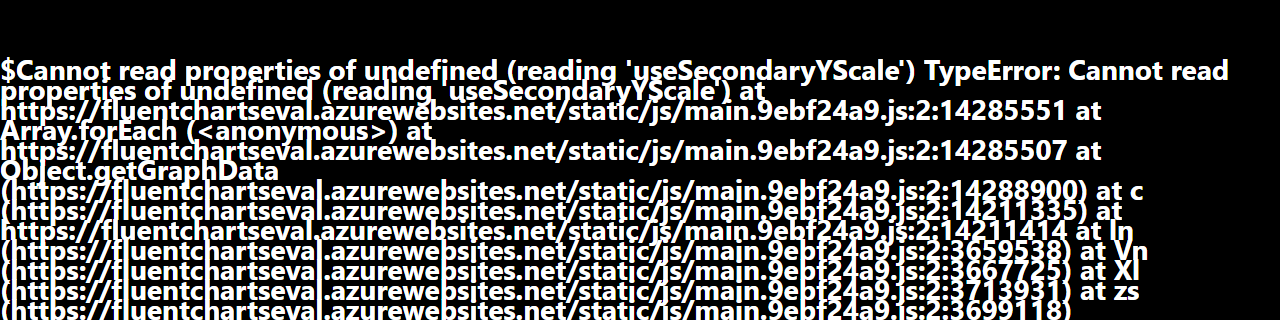 $Cannot read properties of undefined (reading 'useSecondaryYScale') TypeError: Cannot read
properties of undefined (reading 'useSecondaryYScale') at
https://fluentchartseval.azurewebsites.net/static/js/main.9ebf24a9.js:2:14285551 at
Array.forEach (<anonymous>) at
https://fluentchartseval.azurewebsites.net/static/js/main.9ebf24a9.js:2:14285507 at
Object.getGraphData
(https://fluentchartseval.azurewebsites.net/static/js/main.9ebf24a9.js:2:14288900) at c
(https://fluentchartseval.azurewebsites.net/static/js/main.9ebf24a9.js:2:14211335) at
https://fluentchartseval.azurewebsites.net/static/js/main.9ebf24a9.js:2:14211414 at ln
(https://fluentchartseval.azurewebsites.net/static/js/main.9ebf24a9.js:2:3659538) at Vn
(https://fluentchartseval.azurewebsites.net/static/js/main.9ebf24a9.js:2:3667725) at Xl
(https://fluentchartseval.azurewebsites.net/static/js/main.9ebf24a9.js:2:3713931) at zs
(https://fluentchartseval.azurewebsites.net/static/js/main.9ebf24a9.js:2:3699118)